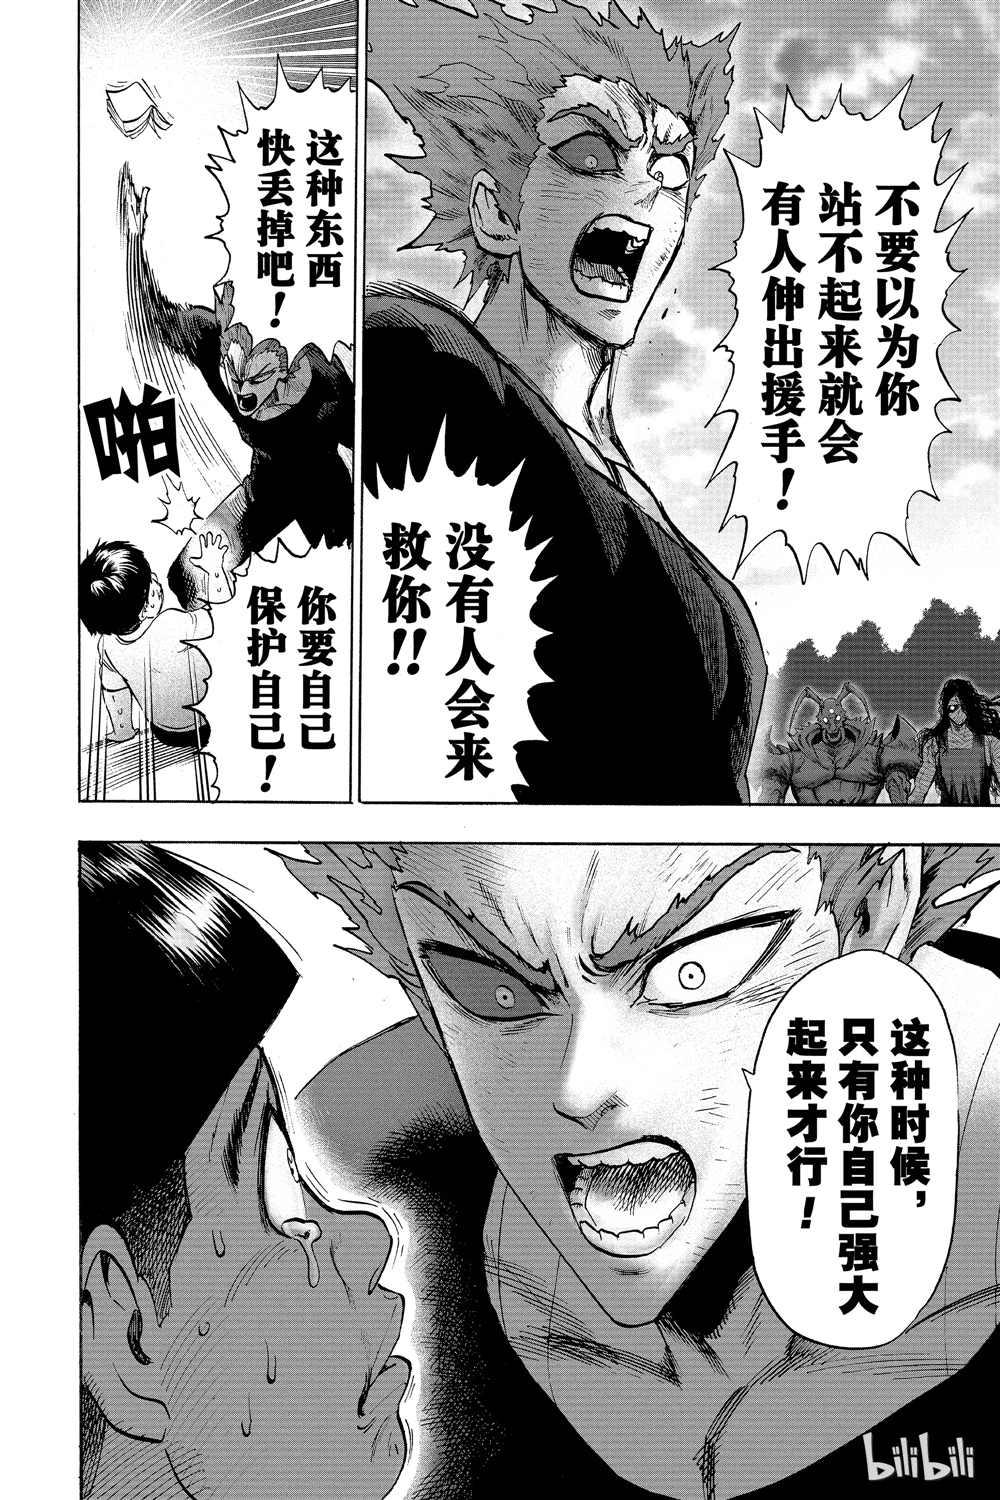 不要以为你
站不起来就会
有人伸出援手！
没有人会来
救你!!
这种东西
快丢掉吧！
啪
你要自己
保护自己！
这种时候，
只有你自己强大
起来才行！
bilibili